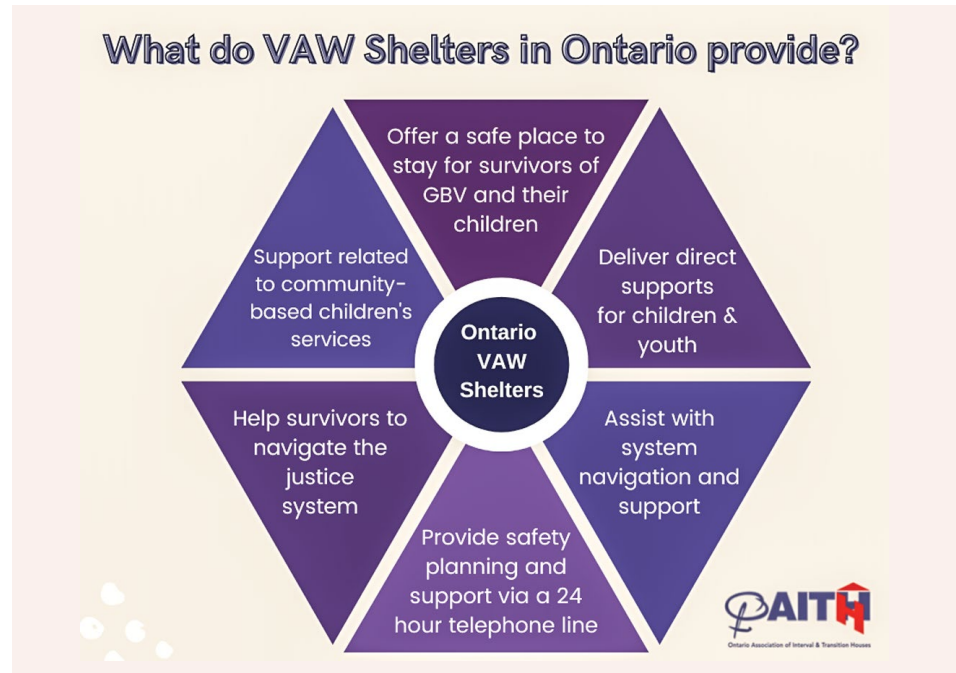 What do VAW Shelters in Ontario provide?
Offer a safe place to
stay for survivors of
GBV and their
children
Deliver direct
supports
for children &
youth
Assist with
system
navigation and
support
Provide safety
planning and
support via a 24
hour telephone line
Help survivors to
navigate the
justice
system
Support related
to community-
based children's
services
Ontario
VAW
Shelters
OAITH
Ontario Association of Interval & Transition Houses